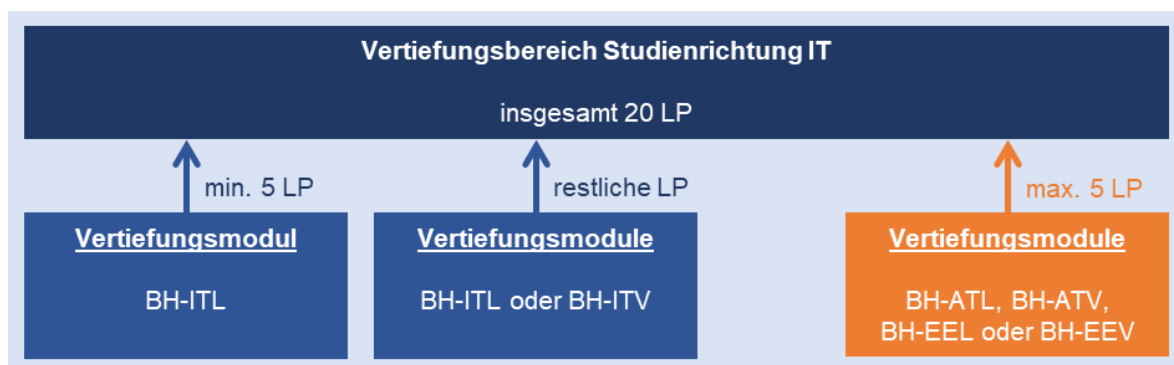 Vertiefungsbereich Studienrichtung IT
insgesamt 20 LP
min. 5 LP
restliche LP
max. 5 LP
Vertiefungsmodul
BH-ITL
Vertiefungsmodule
BH-ITL oder BH-ITV
Vertiefungsmodule
BH-ATL, BH-ATV,
BH-EEL oder BH-EEV